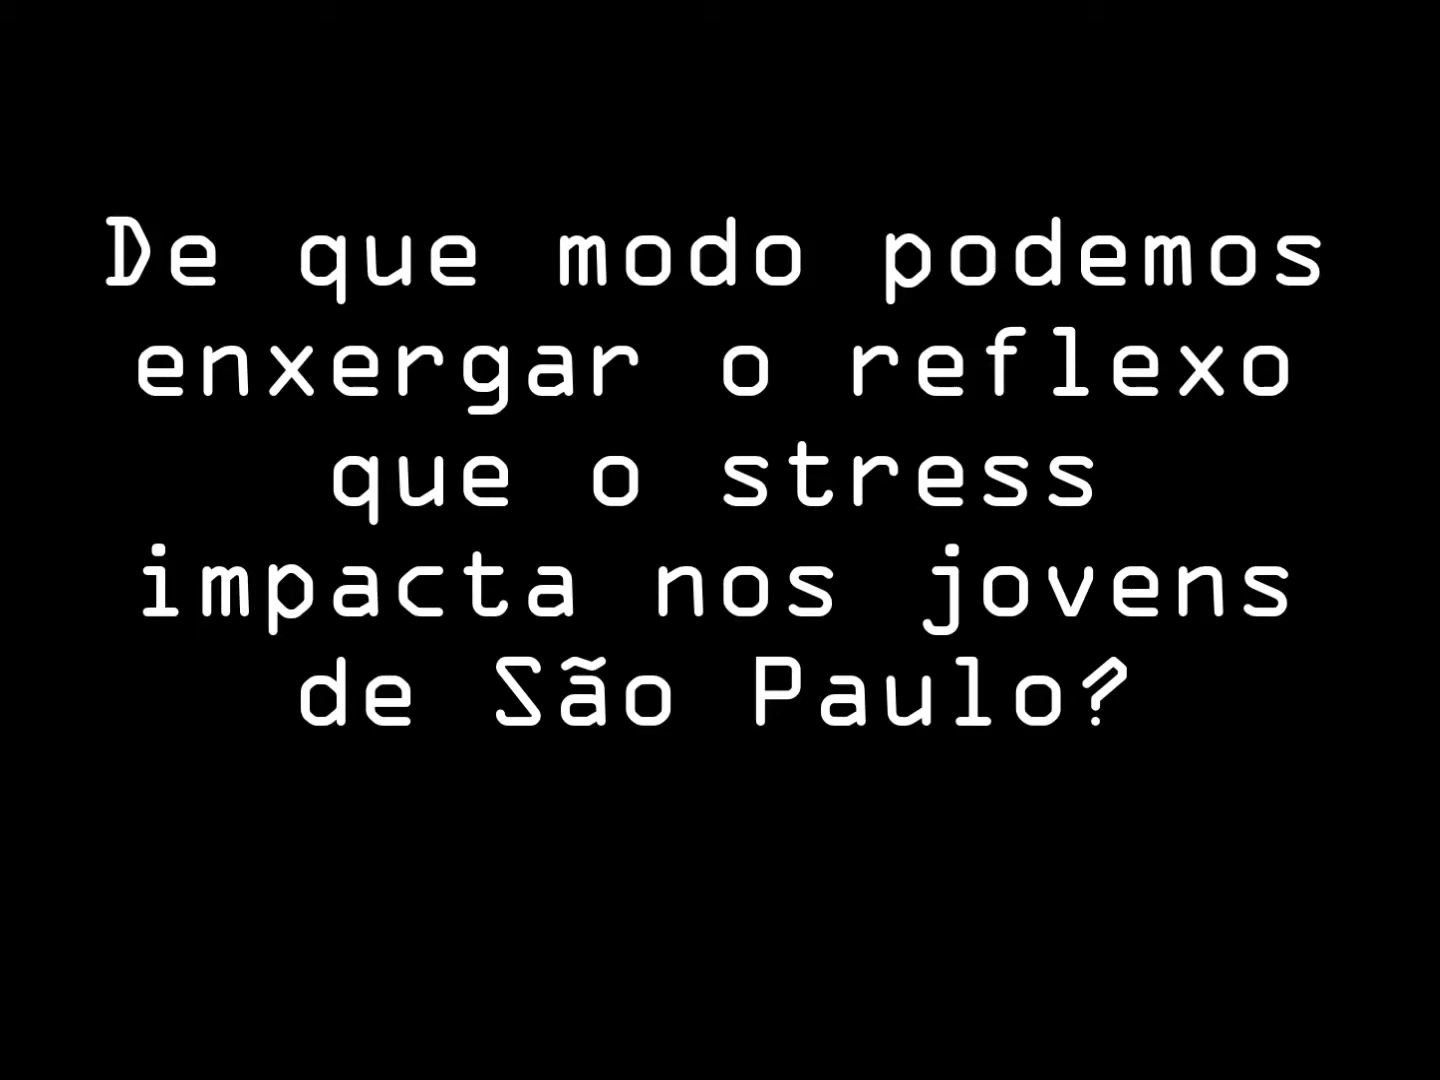 De que modo podemos
enxergar o reflexo
que o stress
impacta nos jovens
de São Paulo?